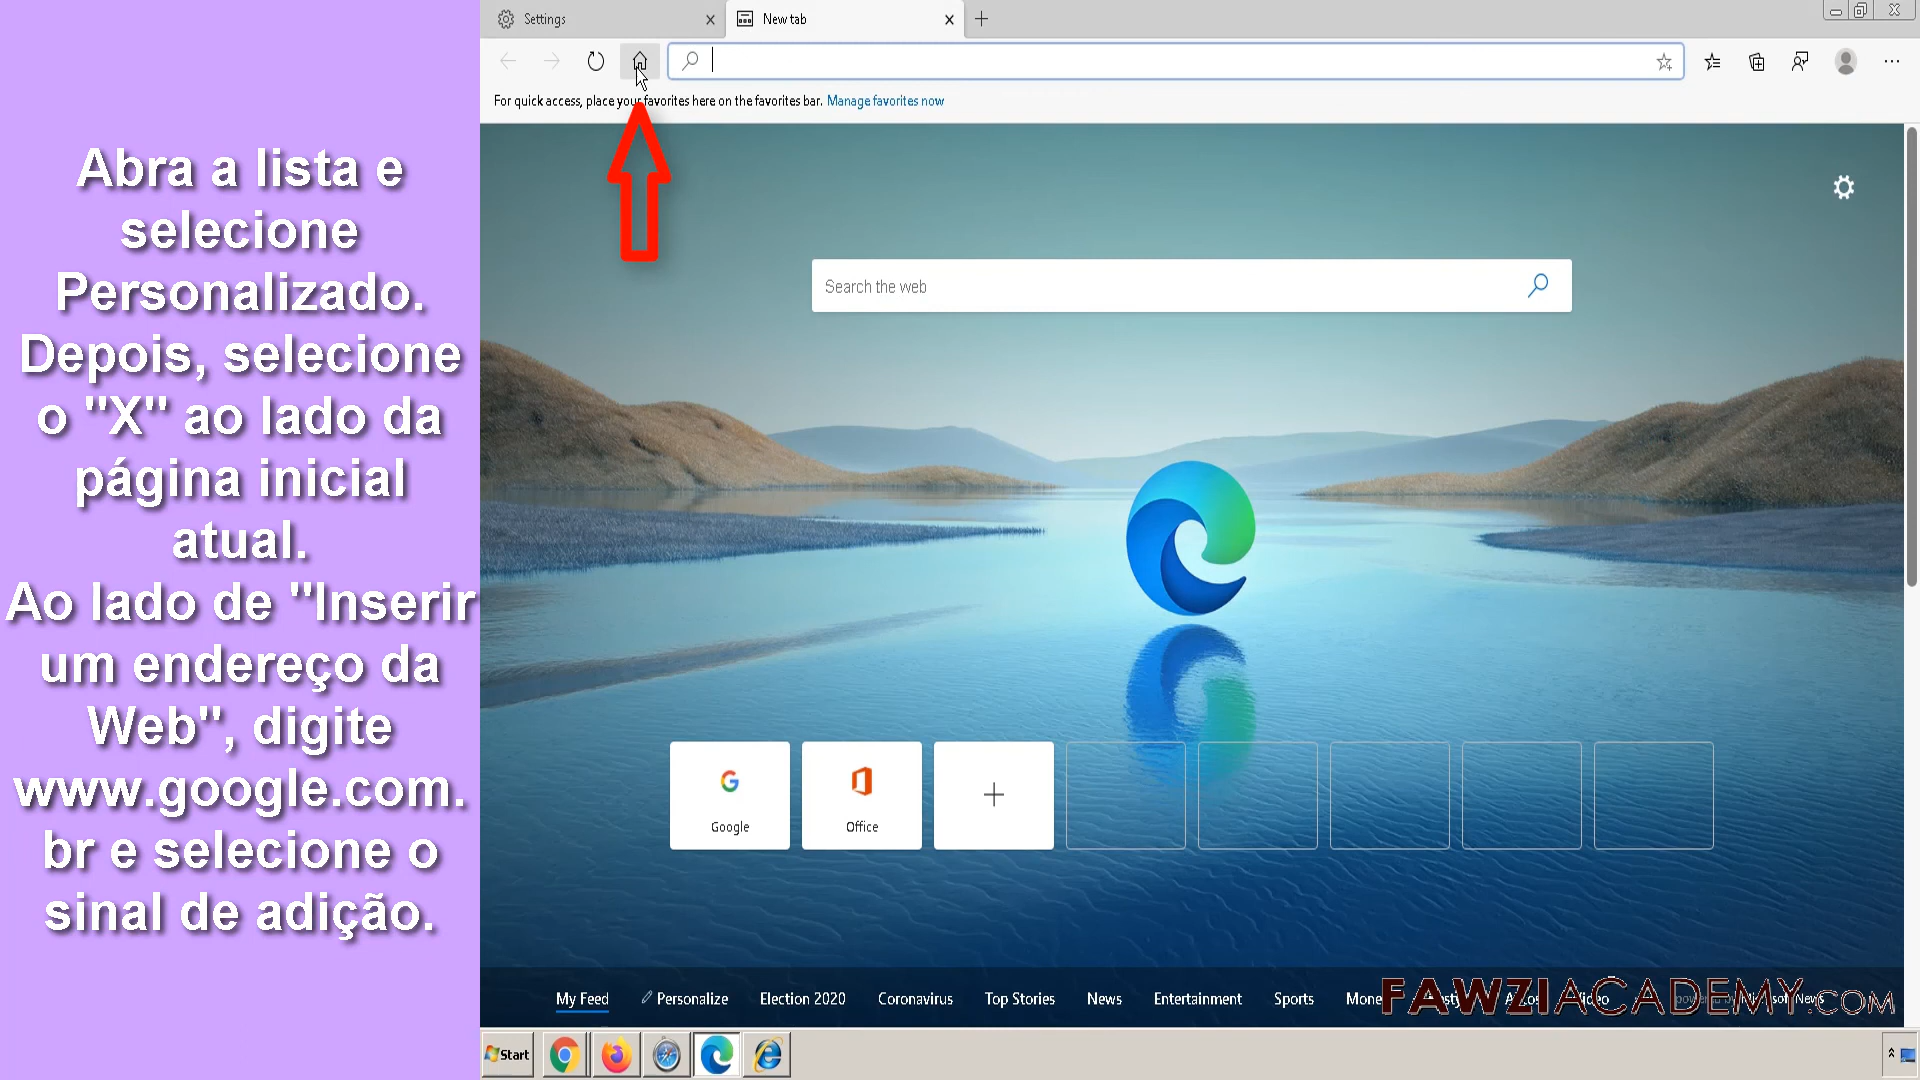 Abra a lista e
selecione
Personalizado.
Depois, selecione
o "X" ao lado da
página inicial
atual.
Ao lado de "Inserir
um endereço da
Web", digite
www.google.com.
br e selecione o
sinal de adição.
Settings
New tab
For quick access, place your favorites here on the favorites bar. Manage favorites now
Search the web
Google
Office
My Feed
Personalize
Election 2020
Coronavirus
Top Stories
News
Entertainment
Sports
FAWZIACADEMY.COM
Start